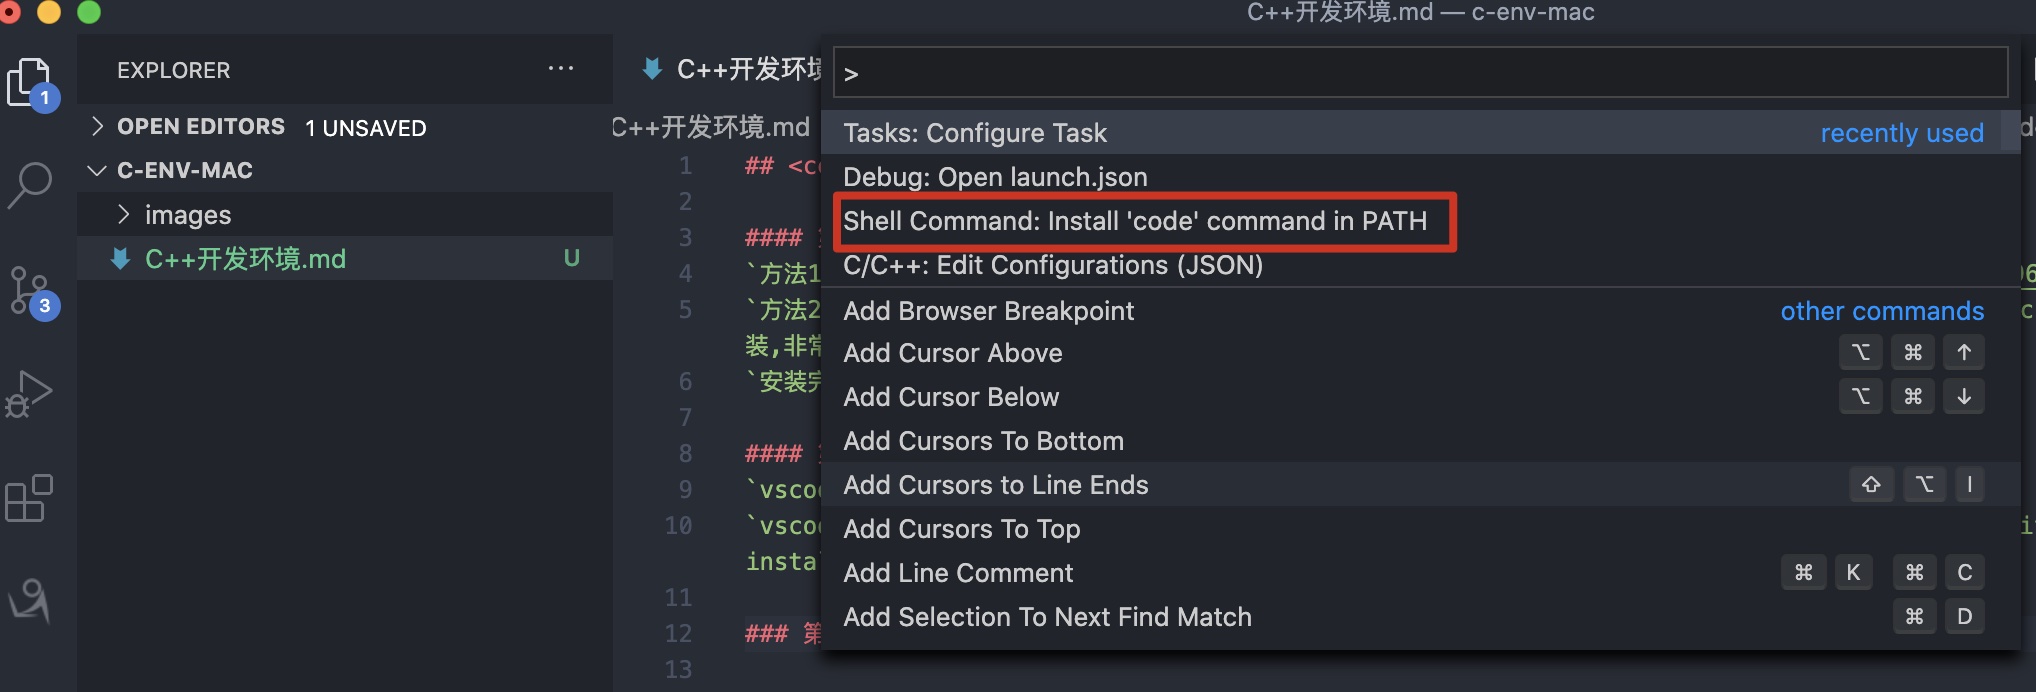 C++开发环境.md — c-env-mac
EXPLORER
···
1
OPEN EDITORS 1 UNSAVED
C-ENV-MAC
images
C++开发环境.md U
3
C++开发环
C++开发环境.md
1 ## <c
2
3 ####
4 `方法1
5 `方法2
装,非常
6 `安装完
7
8 ####
9 `vscod
10 `vscod
insta
11
12 ### 第
13
>
Tasks: Configure Task recently used
Debug: Open launch.json
Shell Command: Install 'code' command in PATH
C/C++: Edit Configurations (JSON)
Add Browser Breakpoint other commands
Add Cursor Above ⌥ ⌘ ↑
Add Cursor Below ⌥ ⌘ ↓
Add Cursors To Bottom
Add Cursors to Line Ends ⇧ ⌥ I
Add Cursors To Top
Add Line Comment ⌘ K ⌘ C
Add Selection To Next Find Match ⌘ D